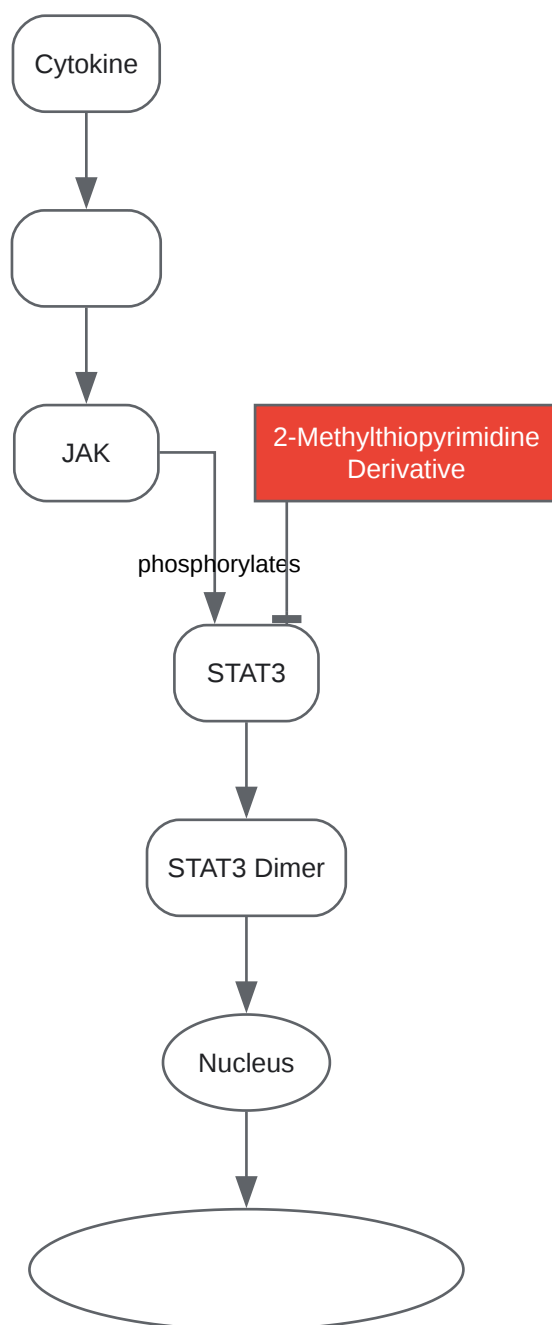 Cytokine
JAK
2-Methylthiopyrimidine
Derivative
phosphorylates
STAT3
STAT3 Dimer
Nucleus